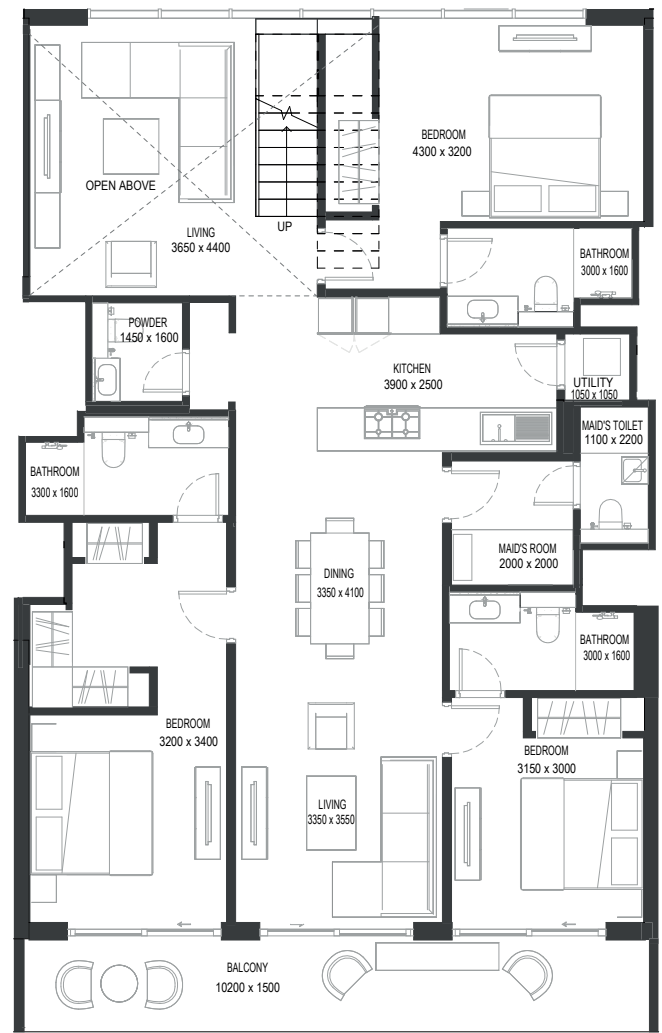 BEDROOM
4300 x 3200
OPEN ABOVE
LIVING
3650 x 4400
UP
BATHROOM
3000 x 1600
POWDER
1450 x 1600
KITCHEN
3900 x 2500
UTILITY
1050 x 1050
MAID'S TOILET
1100 x 2200
BATHROOM
3300 x 1600
MAID'S ROOM
2000 x 2000
DINING
3350 x 4100
BATHROOM
3000 x 1600
BEDROOM
3200 x 3400
BEDROOM
3150 x 3000
LIVING
3350 x 3550
BALCONY
10200 x 1500